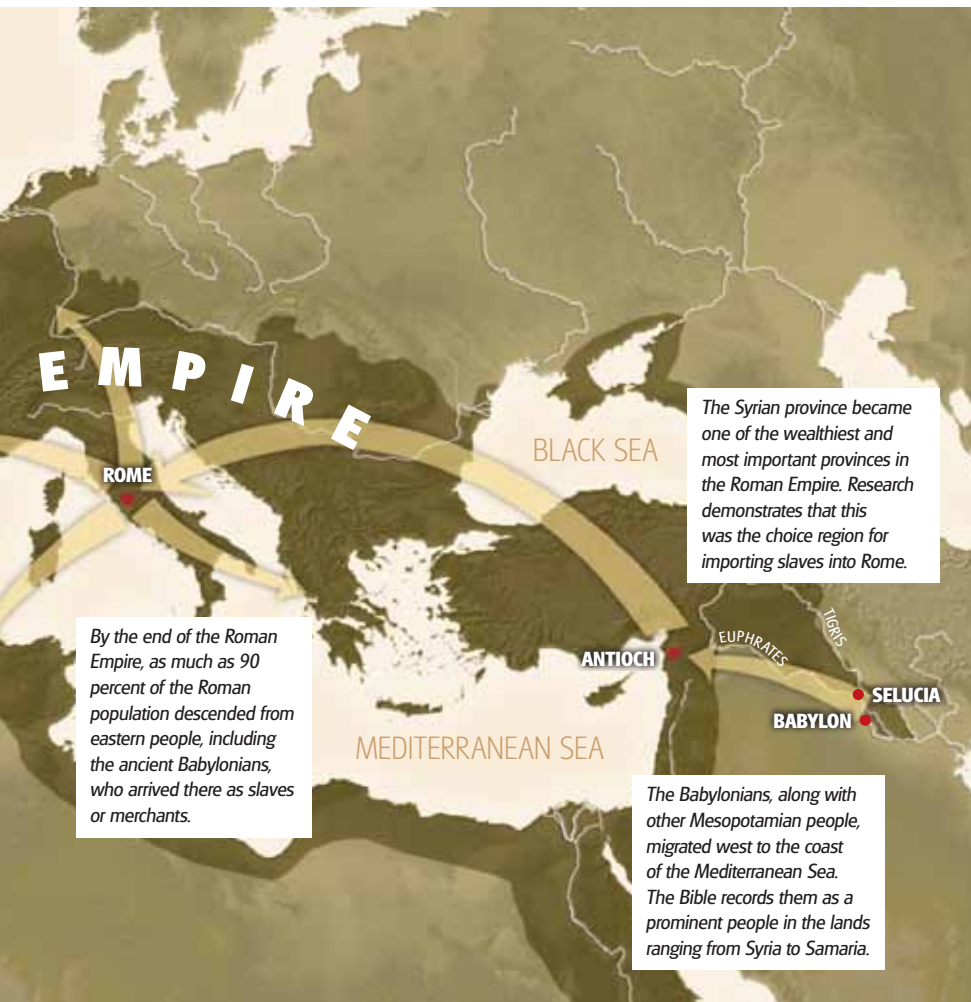 EMPIRE
ROME
BLACK SEA
The Syrian province became
one of the wealthiest and
most important provinces in
the Roman Empire. Research
demonstrates that this
was the choice region for
importing slaves into Rome.
TIGRIS
EUPHRATES
ANTIOCH
SELUCIA
BABYLON
MEDITERRANEAN SEA
By the end of the Roman
Empire, as much as 90
percent of the Roman
population descended from
eastern people, including
the ancient Babylonians,
who arrived there as slaves
or merchants.
The Babylonians, along with
other Mesopotamian people,
migrated west to the coast
of the Mediterranean Sea.
The Bible records them as a
prominent people in the lands
ranging from Syria to Samaria.